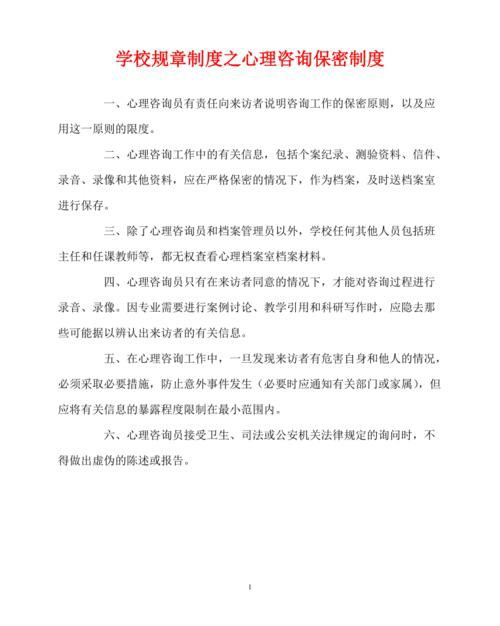 学校规章制度之心理咨询保密制度
一、心理咨询员有责任向来访者说明咨询工作的保密原则，以及应
用这一原则的限度。
二、心理咨询工作中的有关信息，包括个案纪录、测验资料、信件、
录音、录像和其他资料，应在严格保密的情况下，作为档案，及时送档案室
进行保存。
三、除了心理咨询员和档案管理员以外，学校任何其他人员包括班
主任和任课教师等，都无权查看心理档案室档案材料。
四、心理咨询员只有在来访者同意的情况下，才能对咨询过程进行
录音、录像。因专业需要进行案例讨论、教学引用和科研写作时，应隐去那
些可能据以辨认出来访者的有关信息。
五、在心理咨询工作中，一旦发现来访者有危害自身和他人的情况，
必须采取必要措施，防止意外事件发生（必要时应通知有关部门或家属），但
应将有关信息的暴露程度限制在最小范围内。
六、心理咨询员接受卫生、司法或公安机关法律规定的询问时，不
得做出虚伪的陈述或报告。
1